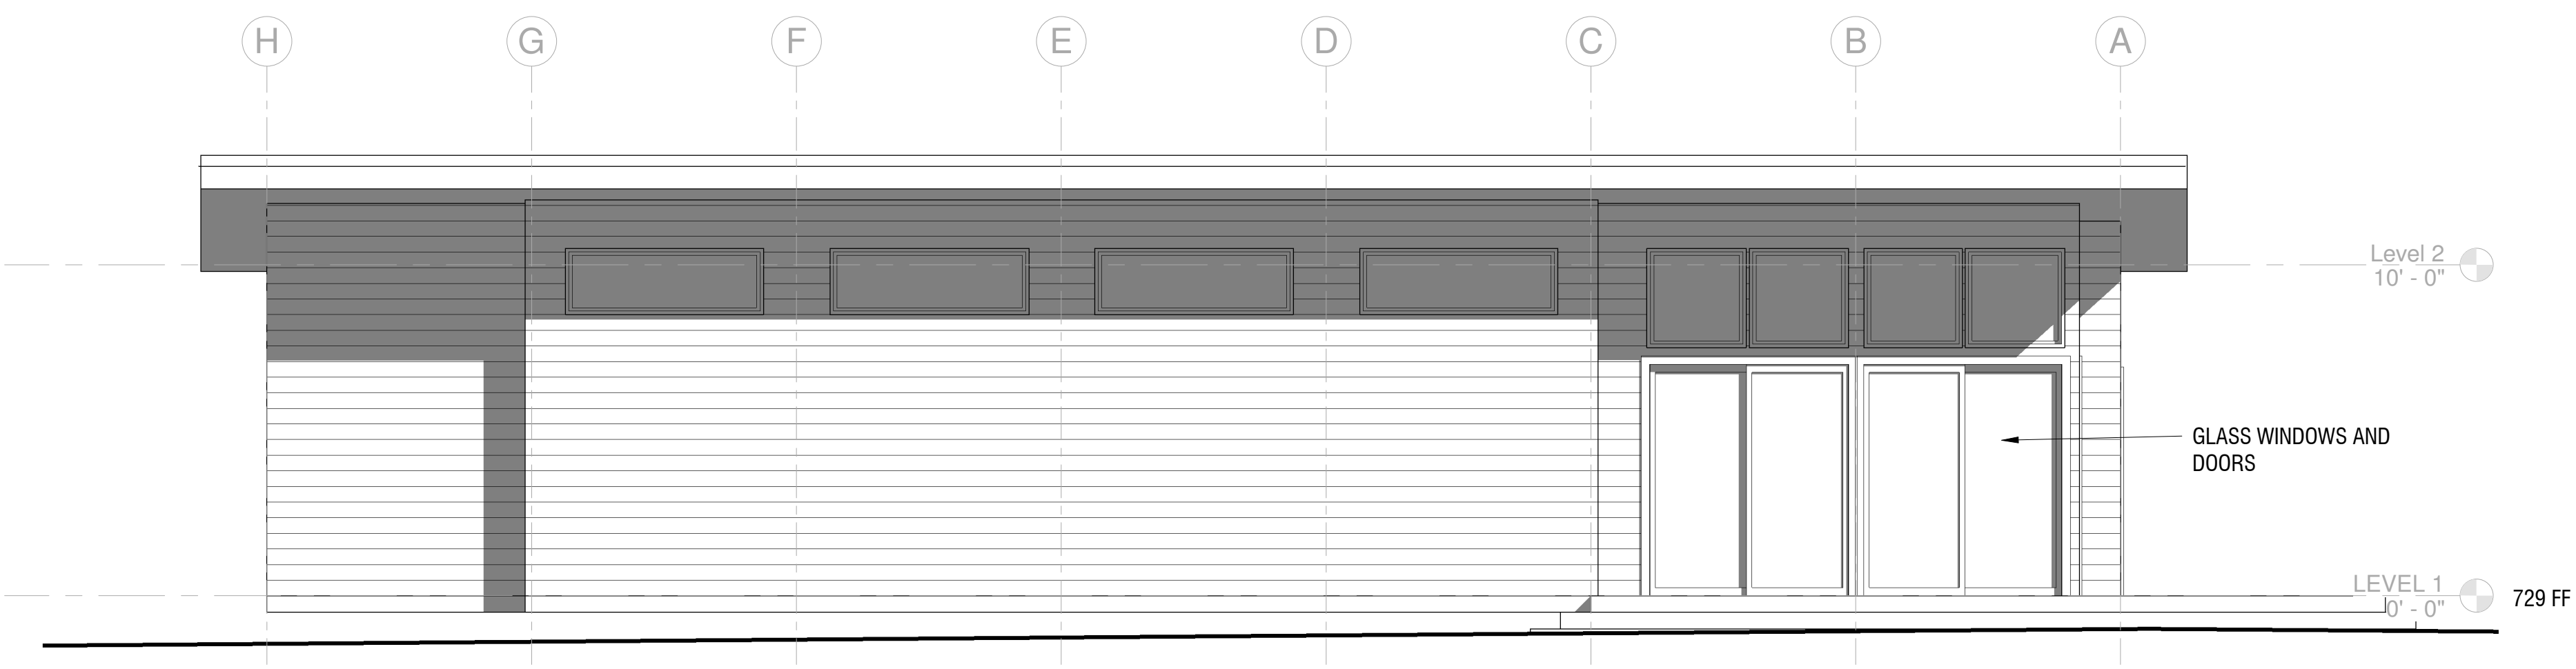 H G F E D C B A
Level 2
10' - 0"
GLASS WINDOWS AND
DOORS
LEVEL 1
0' - 0"
729 FF